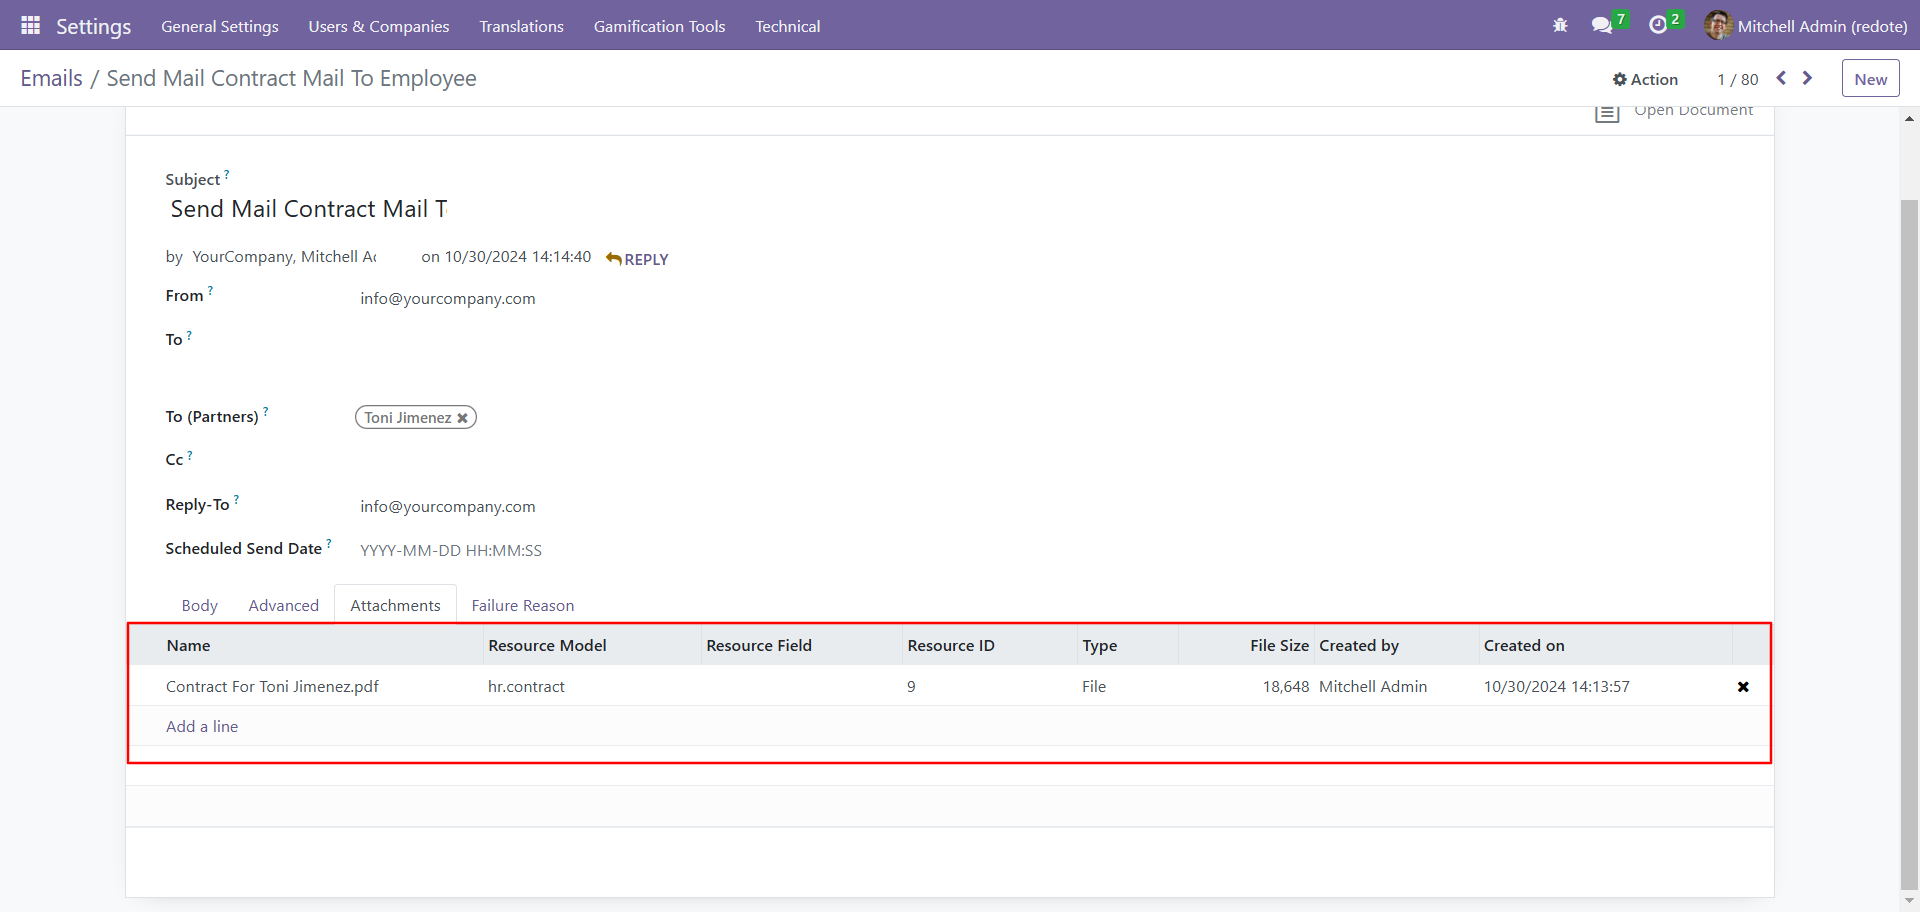 Settings General Settings Users & Companies Translations Gamification Tools Technical 7 2 Mitchell Admin (redote)
Emails / Send Mail Contract Mail To Employee Action 1 / 80 New
Open Document
Subject ?
Send Mail Contract Mail T
by YourCompany, Mitchell Ad on 10/30/2024 14:14:40 REPLY
From ? info@yourcompany.com
To ?
To (Partners) ? Toni Jimenez
Cc ?
Reply-To ? info@yourcompany.com
Scheduled Send Date ? YYYY-MM-DD HH:MM:SS
Body Advanced Attachments Failure Reason
Name Resource Model Resource Field Resource ID Type File Size Created by Created on
Contract For Toni Jimenez.pdf hr.contract 9 File 18,648 Mitchell Admin 10/30/2024 14:13:57
Add a line